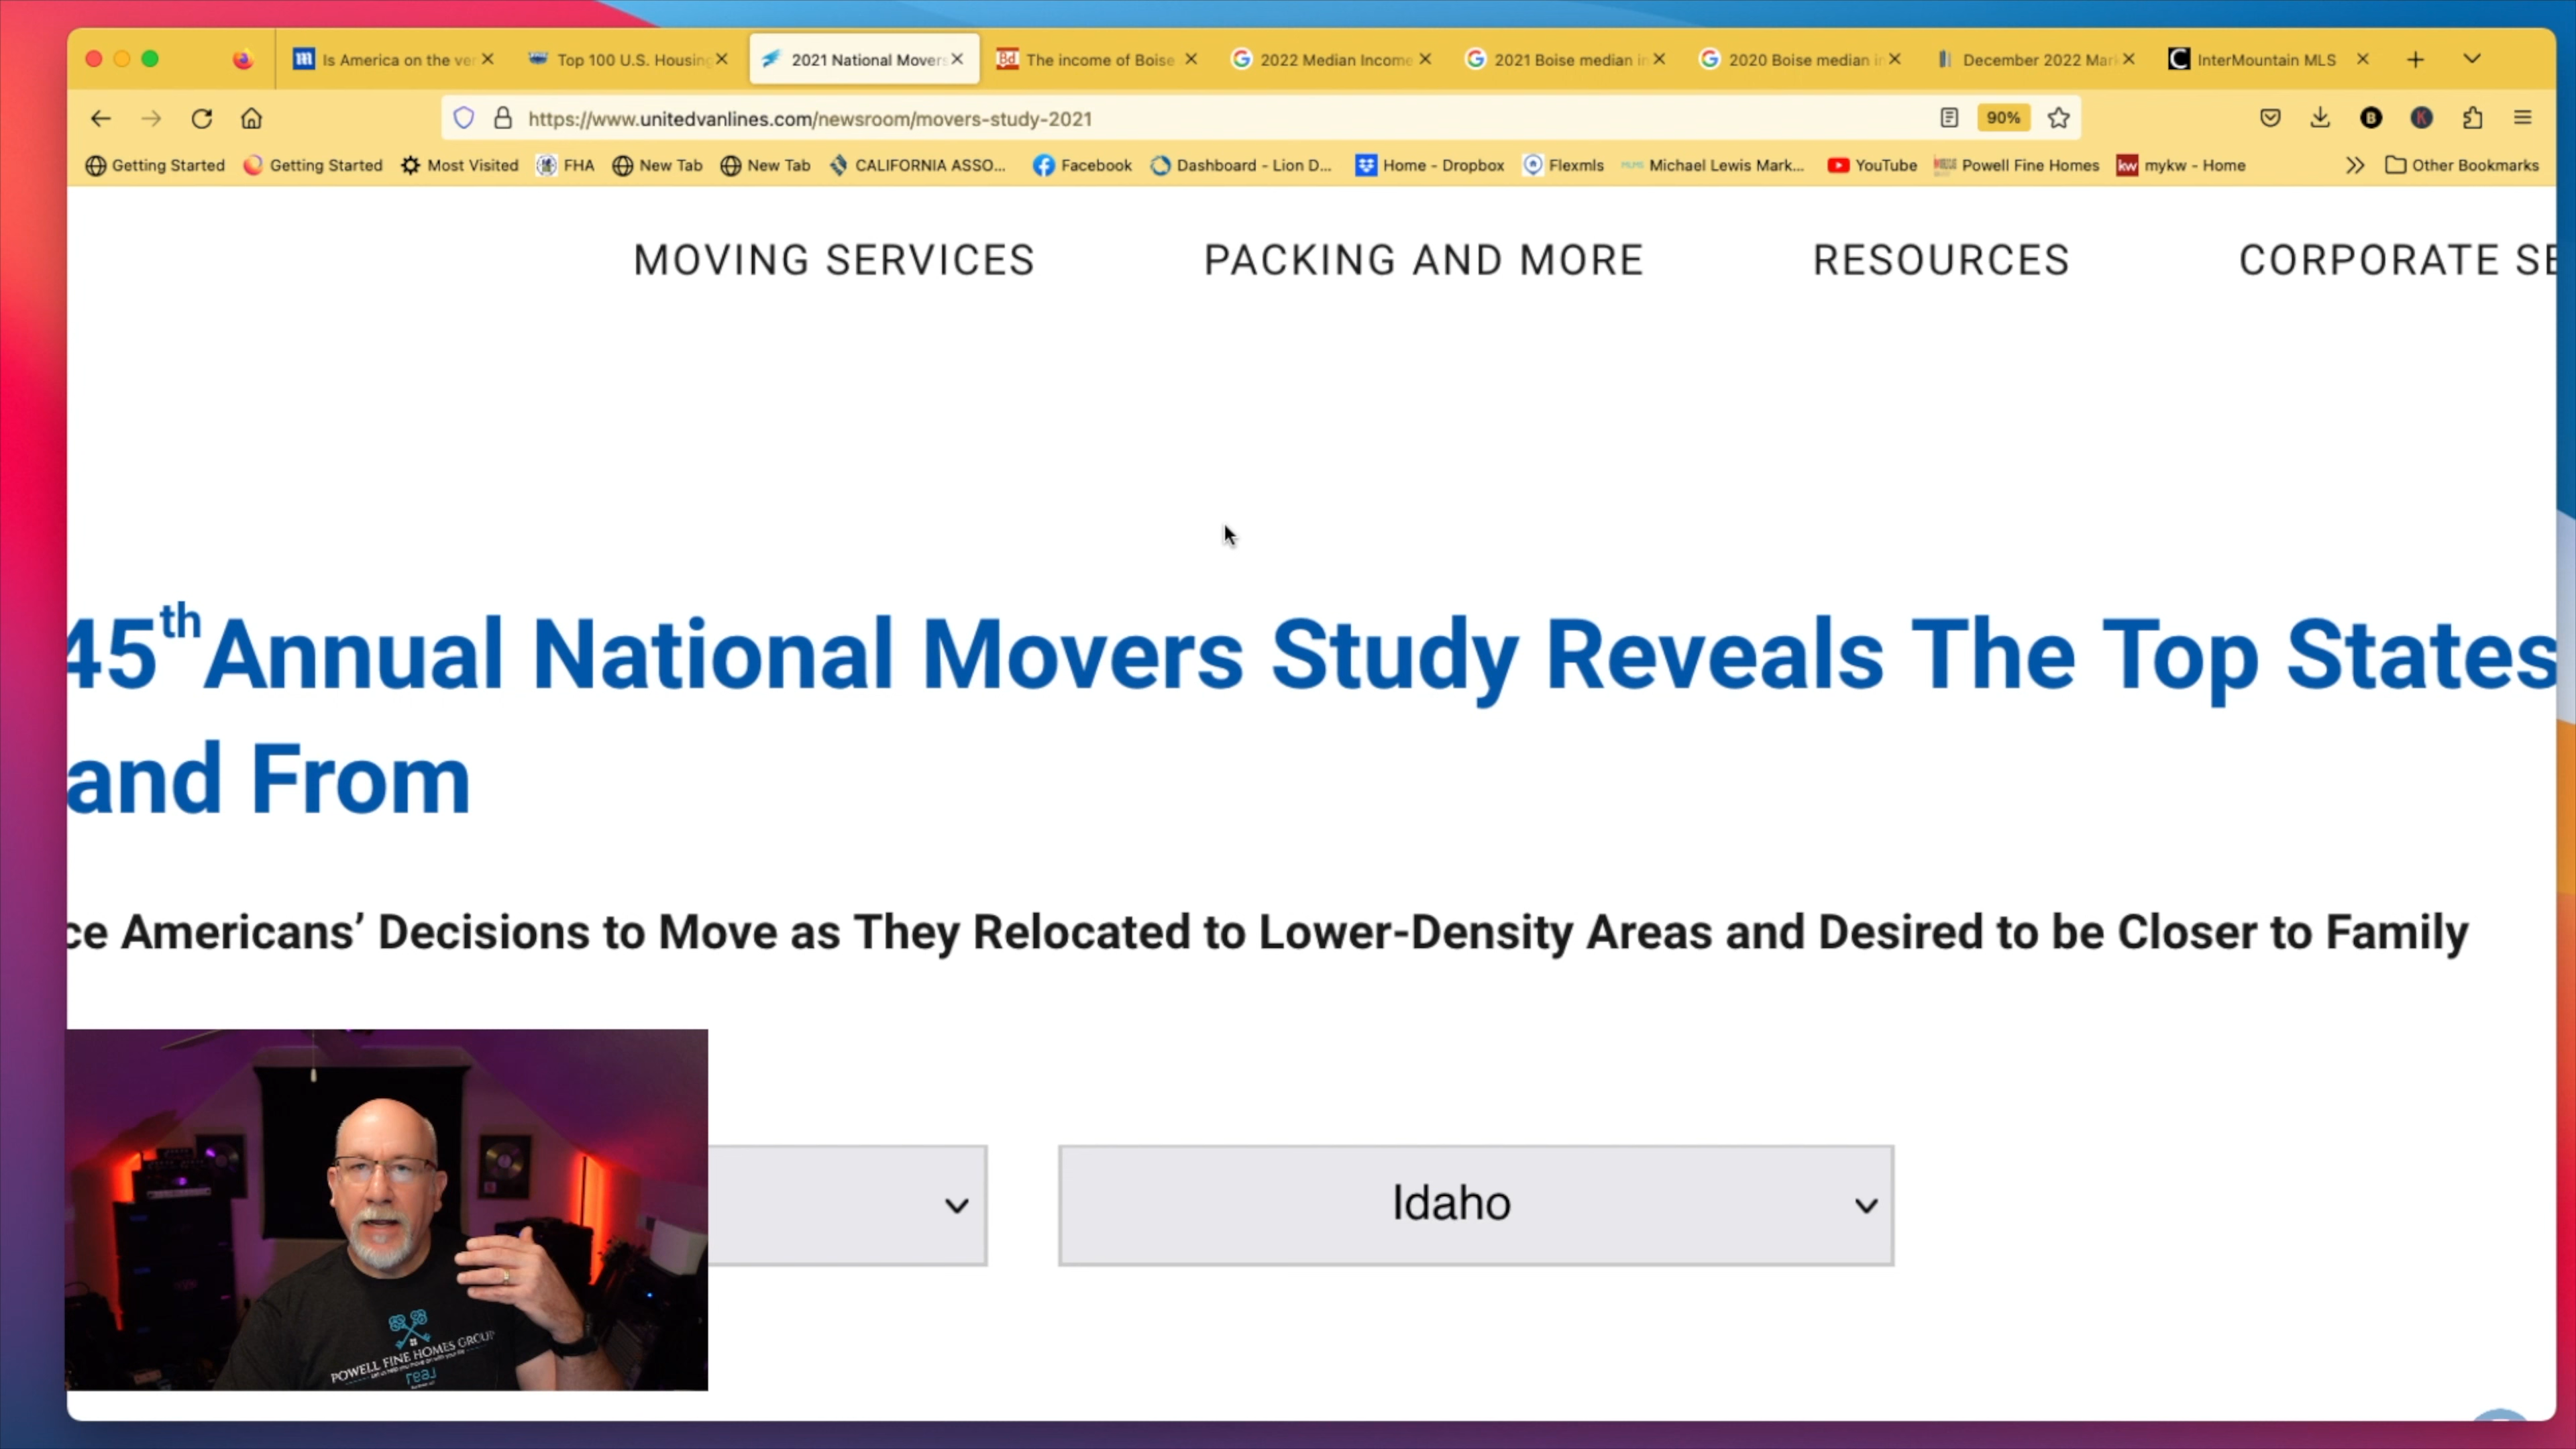 Is America on the ve
Top 100 U.S. Housing
2021 National Movers
The income of Boise
2022 Median Income
2021 Boise median i
2020 Boise median i
December 2022 Mar
InterMountain MLS
https://www.unitedvanlines.com/newsroom/movers-study-2021
90%
Getting Started
Getting Started
Most Visited
FHA
New Tab
New Tab
CALIFORNIA ASSO...
Facebook
Dashboard - Lion D...
Home - Dropbox
Flexmls
Michael Lewis Mark...
YouTube
Powell Fine Homes
kw mykw - Home
Other Bookmarks
MOVING SERVICES
PACKING AND MORE
RESOURCES
CORPORATE SE
45th Annual National Movers Study Reveals The Top States
and From
ce Americans’ Decisions to Move as They Relocated to Lower-Density Areas and Desired to be Closer to Family
Idaho
POWELL FINE HOMES GROUP